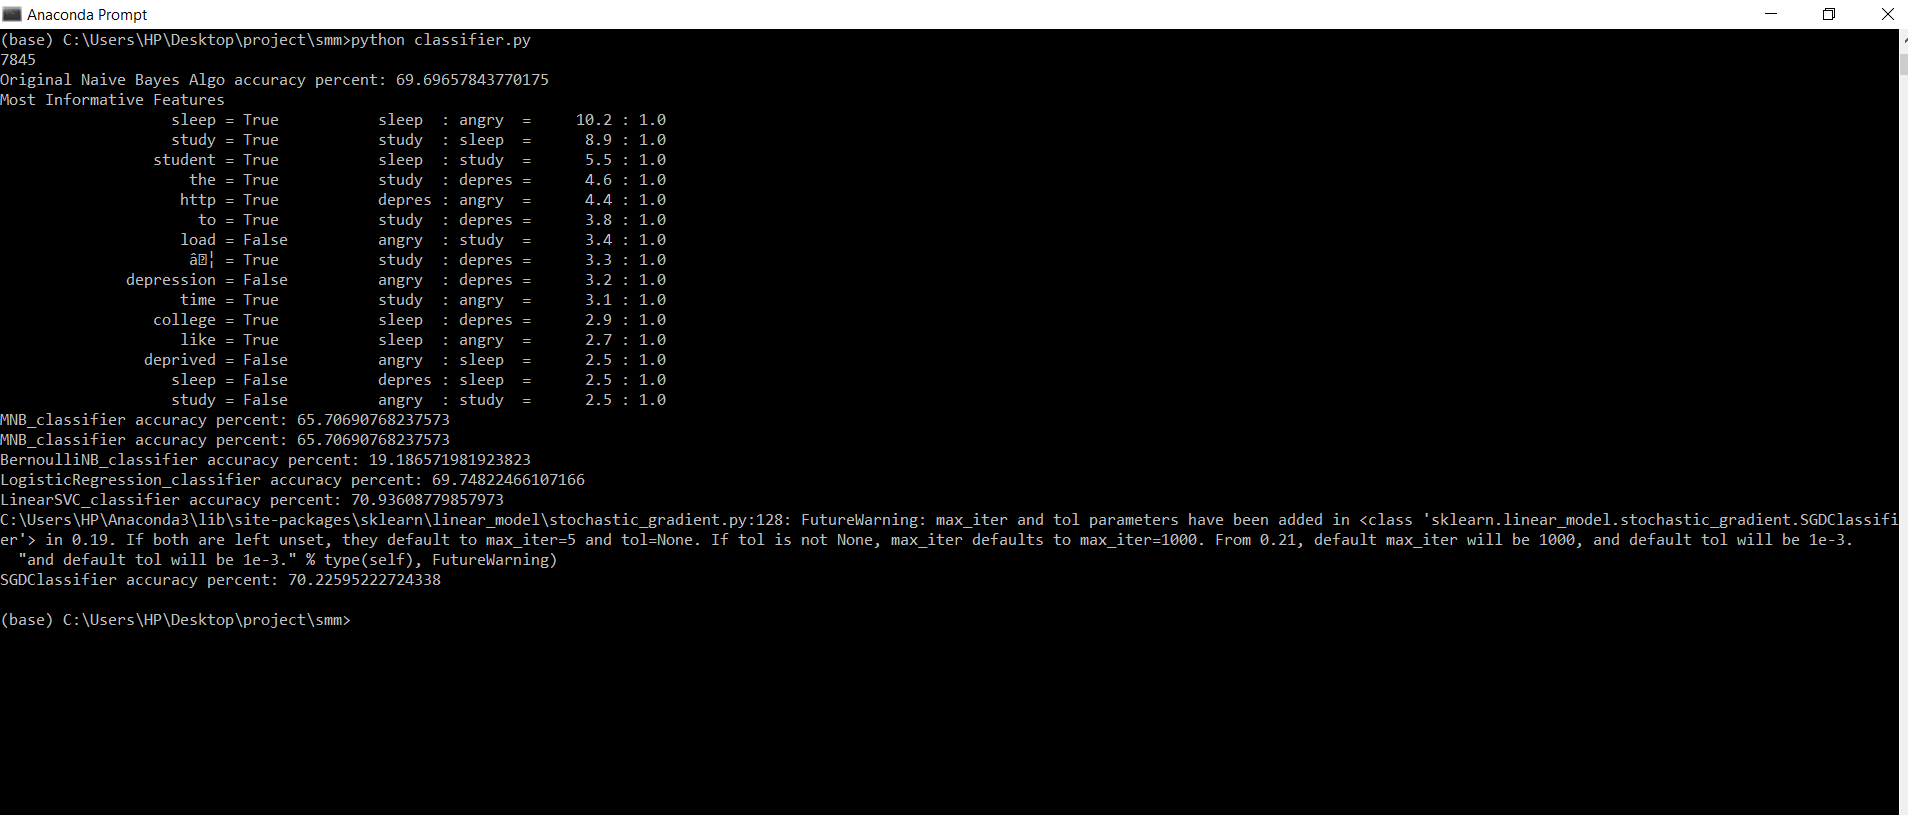 Anaconda Prompt
(base) C:\Users\HP\Desktop\project\smm>python classifier.py
7845
Original Naive Bayes Algo accuracy percent: 69.69657843770175
Most Informative Features
sleep = True sleep : angry = 10.2 : 1.0
study = True study : sleep = 8.9 : 1.0
student = True sleep : study = 5.5 : 1.0
the = True study : depres = 4.6 : 1.0
http = True depres : angry = 4.4 : 1.0
to = True study : depres = 3.8 : 1.0
load = False angry : study = 3.4 : 1.0
â⍰¦ = True study : depres = 3.3 : 1.0
depression = False angry : depres = 3.2 : 1.0
time = True study : angry = 3.1 : 1.0
college = True sleep : depres = 2.9 : 1.0
like = True sleep : angry = 2.7 : 1.0
deprived = False angry : sleep = 2.5 : 1.0
sleep = False depres : sleep = 2.5 : 1.0
study = False angry : study = 2.5 : 1.0
MNB_classifier accuracy percent: 65.70690768237573
MNB_classifier accuracy percent: 65.70690768237573
BernoulliNB_classifier accuracy percent: 19.186571981923823
LogisticRegression_classifier accuracy percent: 69.74822466107166
LinearSVC_classifier accuracy percent: 70.93608779857973
C:\Users\HP\Anaconda3\lib\site-packages\sklearn\linear_model\stochastic_gradient.py:128: FutureWarning: max_iter and tol parameters have been added in <class 'sklearn.linear_model.stochastic_gradient.SGDClassifi
er'> in 0.19. If both are left unset, they default to max_iter=5 and tol=None. If tol is not None, max_iter defaults to max_iter=1000. From 0.21, default max_iter will be 1000, and default tol will be 1e-3.
"and default tol will be 1e-3." % type(self), FutureWarning)
SGDClassifier accuracy percent: 70.22595222724338
(base) C:\Users\HP\Desktop\project\smm>